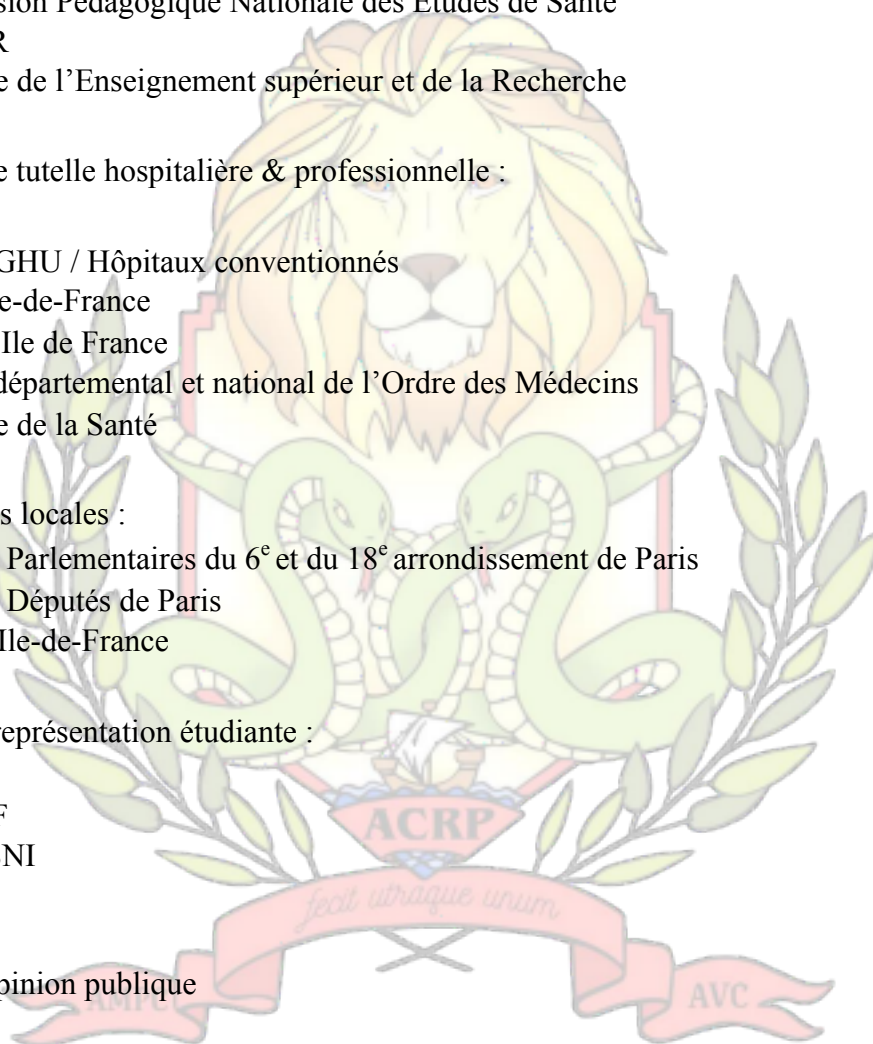 sion Pédagogique Nationale des Etudes de Santé
R
e de l’Enseignement supérieur et de la Recherche
e tutelle hospitalière & professionnelle :
GHU / Hôpitaux conventionnés
e-de-France
Ile de France
départemental et national de l’Ordre des Médecins
e de la Santé
s locales :
Parlementaires du 6e et du 18e arrondissement de Paris
Députés de Paris
Ile-de-France
représentation étudiante :
F
NI
ACRP
fecit utraque unum
pinion publique
AMPC
AVC